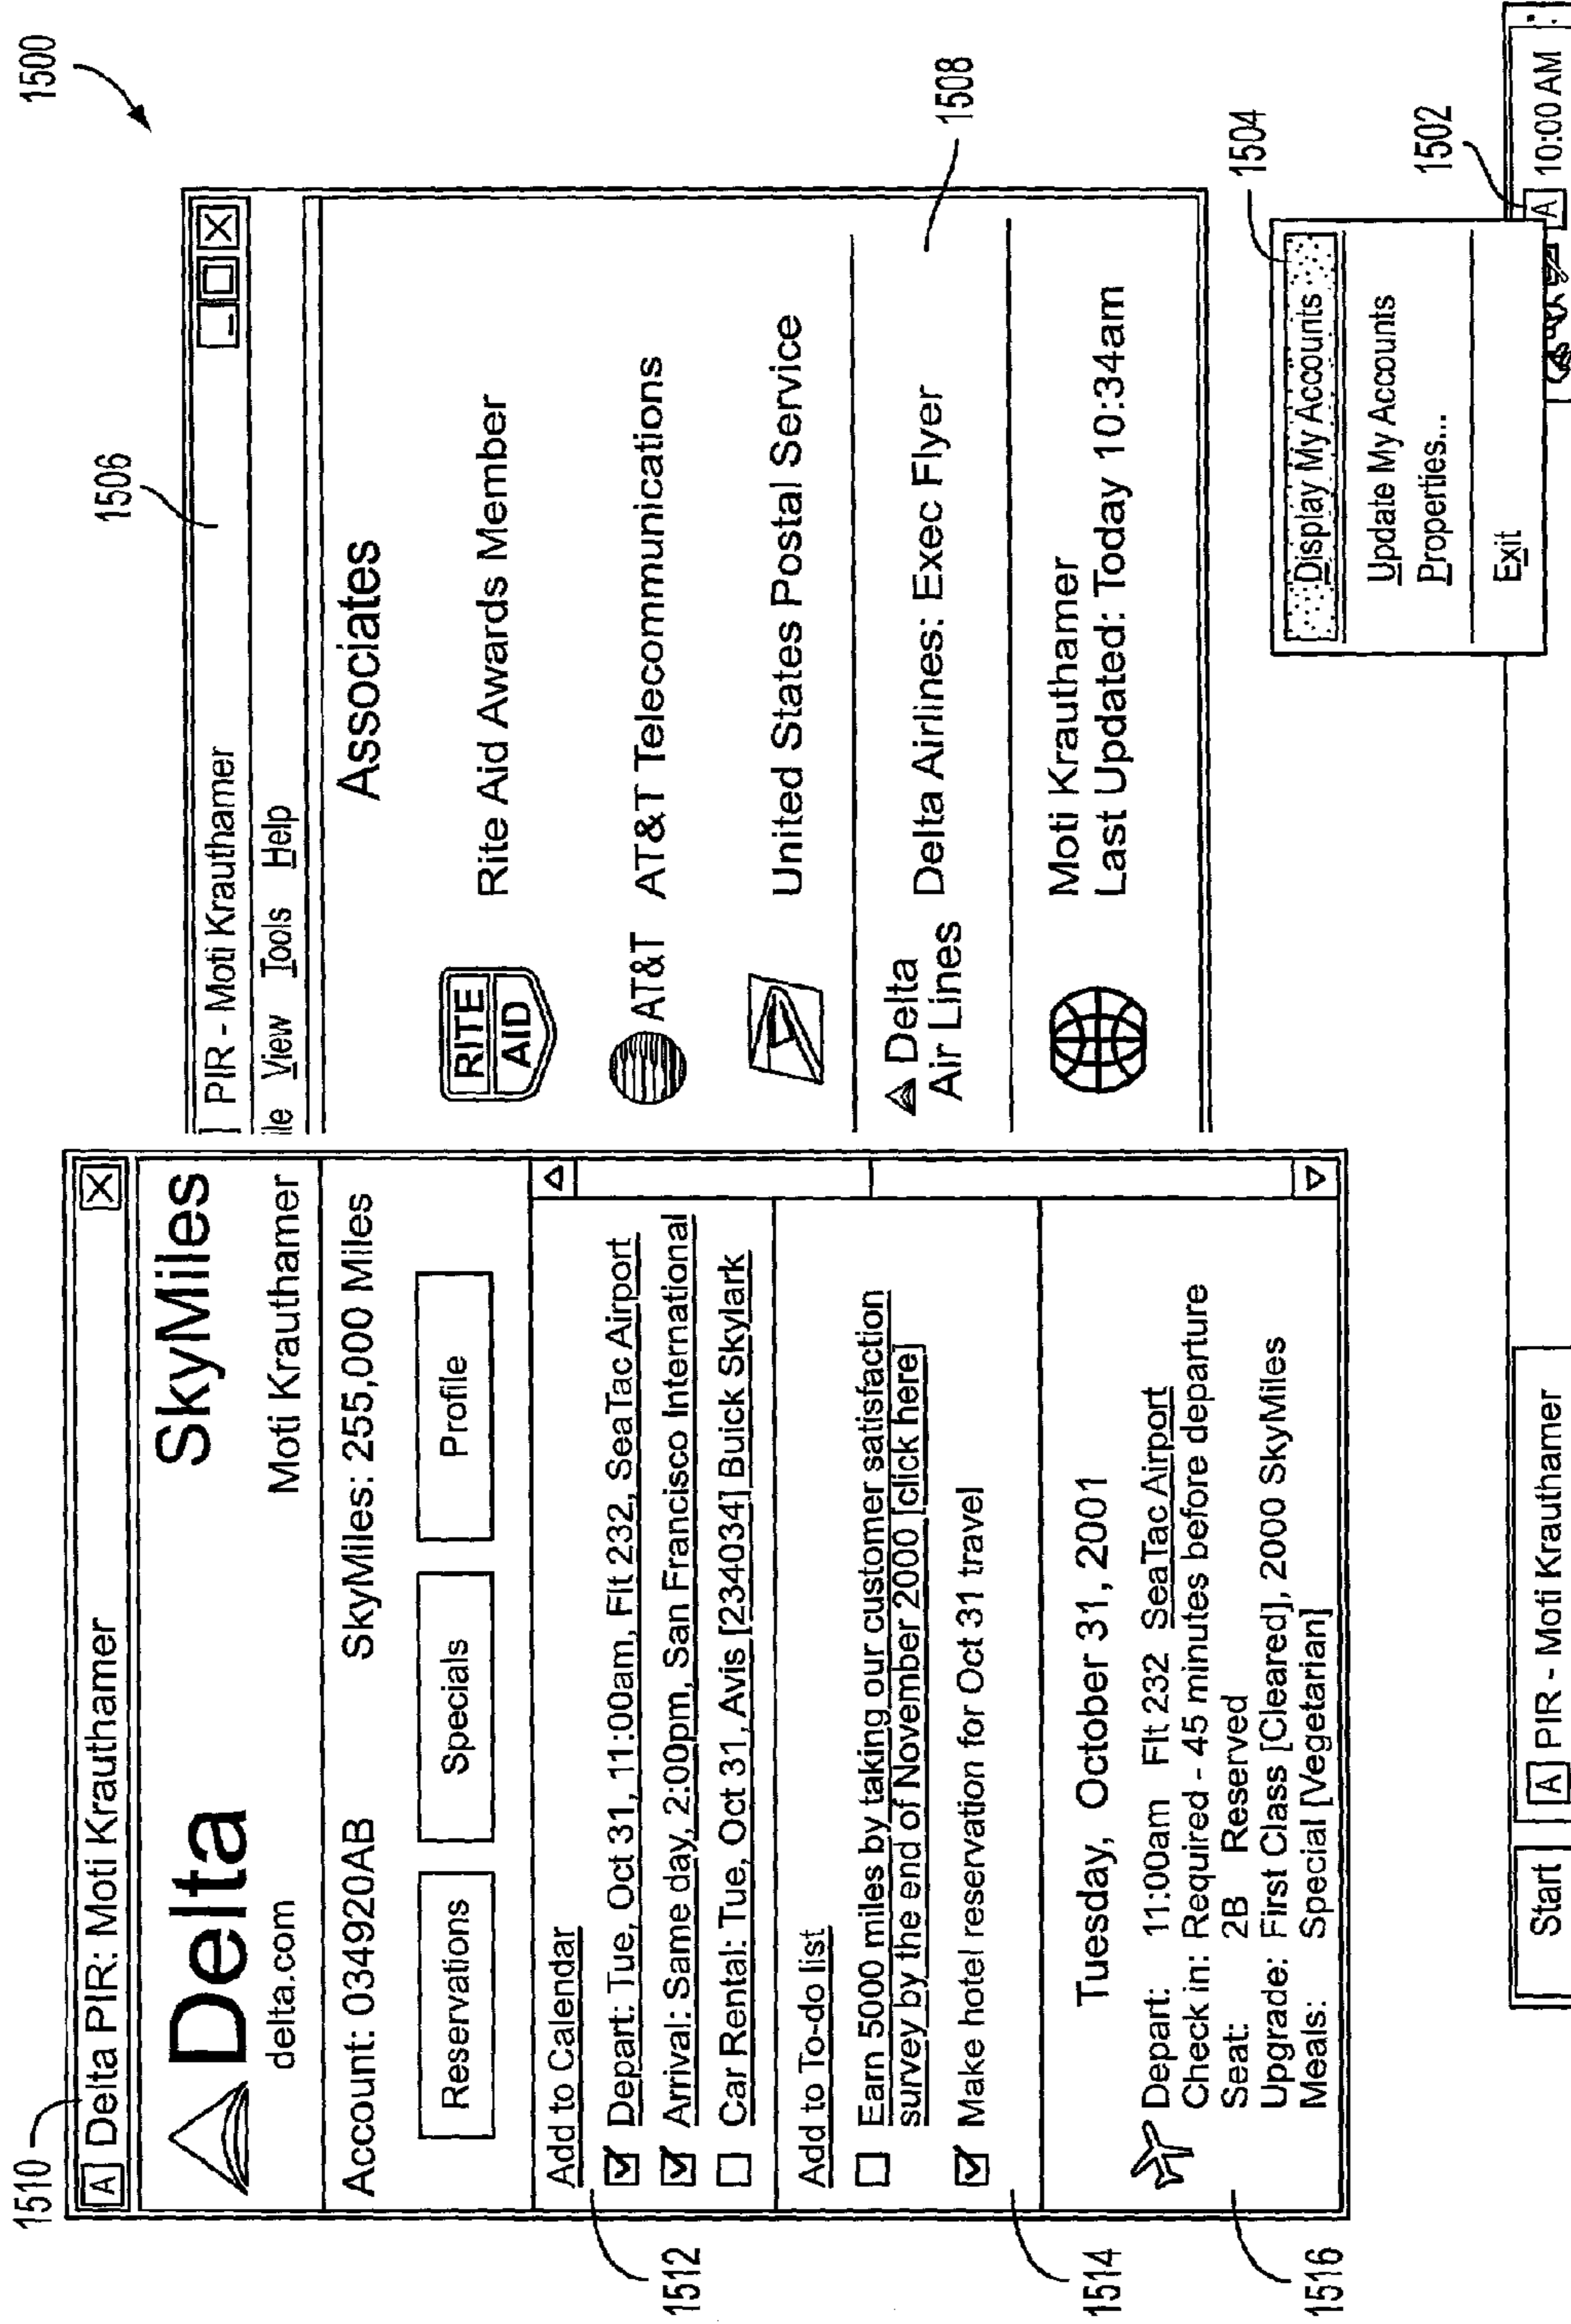 1500
1510
[A] Delta PIR: Moti Krauthamer
Delta SkyMiles
delta.com Moti Krauthamer
Account: 034920AB SkyMiles: 255,000 Miles
Reservations Specials Profile
1512
Add to Calendar
Depart: Tue, Oct 31, 11:00am, Flt 232, SeaTac Airport
Arrival: Same day, 2:00pm, San Francisco International
Car Rental: Tue, Oct 31, Avis [234034] Buick Skylark
Add to To-do list
Earn 5000 miles by taking our customer satisfaction
survey by the end of November 2000 [click here]
Make hotel reservation for Oct 31 travel
1514
Tuesday, October 31, 2001
Depart: 11:00am Flt 232 SeaTac Airport
Check in: Required - 45 minutes before departure
Seat: 2B Reserved
Upgrade: First Class [Cleared], 2000 SkyMiles
Meals: Special [Vegetarian]
1516
1506
] PIR - Moti Krauthamer
le View Tools Help
Associates
RITE
AID
Rite Aid Awards Member
AT&T AT&T Telecommunications
United States Postal Service
Delta
Air Lines
Delta Airlines: Exec Flyer
1508
Moti Krauthamer
Last Updated: Today 10:34am
1504
Display My Accounts
Update My Accounts
Properties...
Exit
1502
Start [A] PIR - Moti Krauthamer [A] 10:00 AM